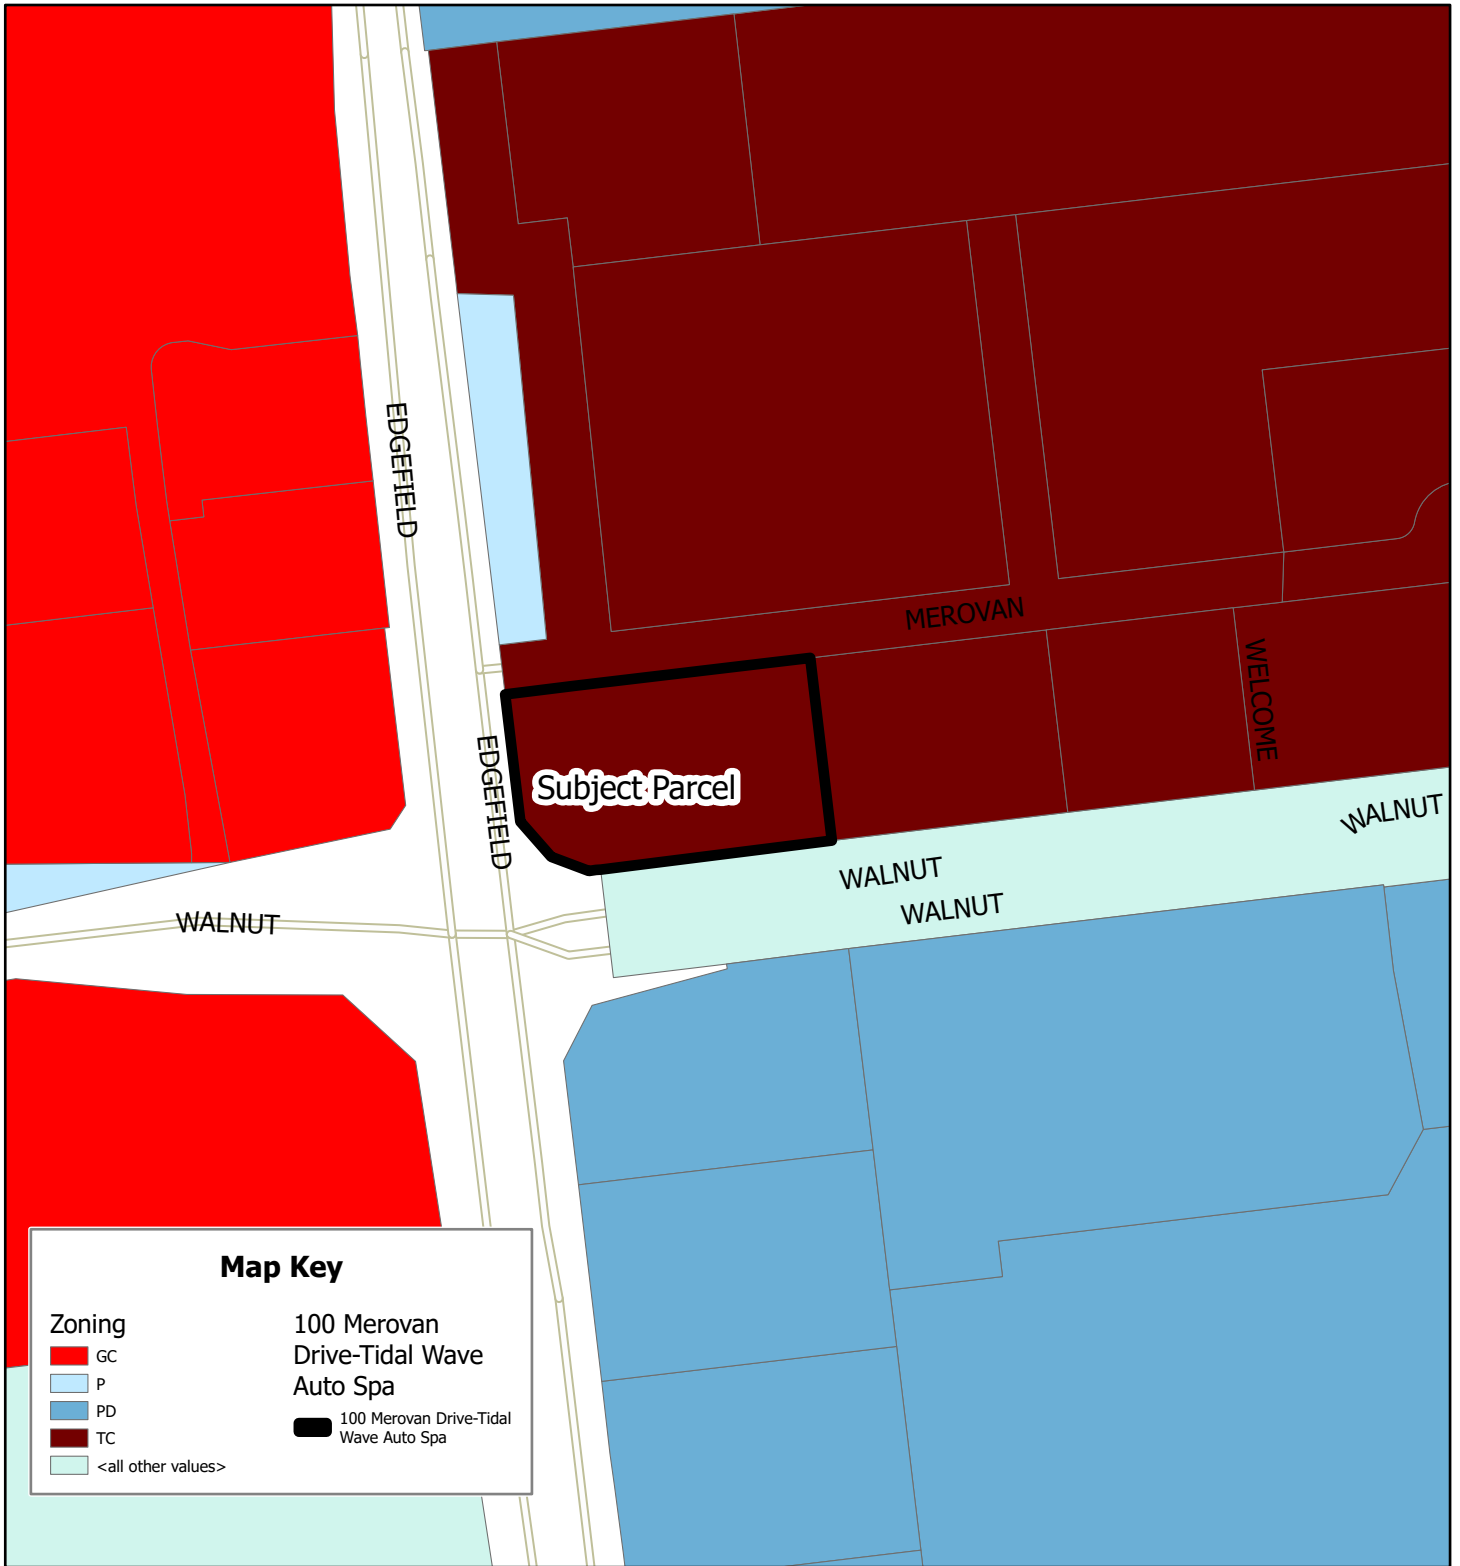 EDGEFIELD
MEROVAN
WELCOME
EDGEFIELD
Subject Parcel
WALNUT
WALNUT
WALNUT
WALNUT
Map Key
Zoning
GC
P
PD
TC
<all other values>
100 Merovan
Drive-Tidal Wave
Auto Spa
100 Merovan Drive-Tidal
Wave Auto Spa